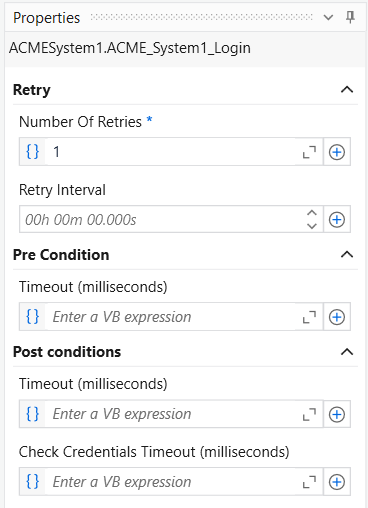 Properties
ACMESystem1.ACME_System1_Login
Retry
Number Of Retries *
{} 1
Retry Interval
00h 00m 00.000s
Pre Condition
Timeout (milliseconds)
{} Enter a VB expression
Post conditions
Timeout (milliseconds)
{} Enter a VB expression
Check Credentials Timeout (milliseconds)
{} Enter a VB expression